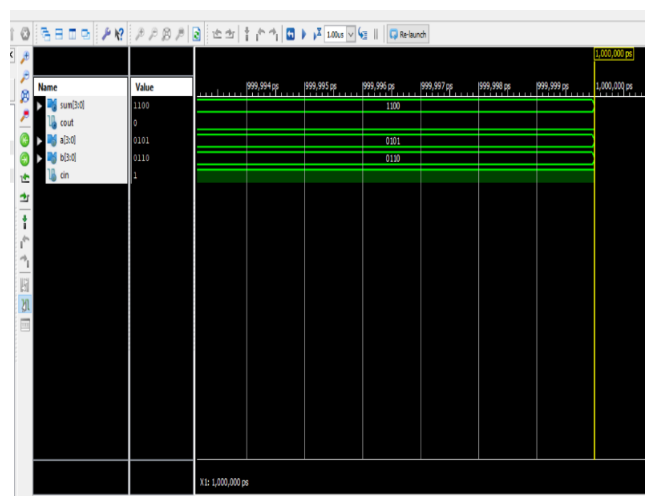 1.00us Re-launch
1,000,000 ps
Name Value
999,994 ps 999,995 ps 999,996 ps 999,997 ps 999,998 ps 999,999 ps 1,000,000 ps
sum[3:0] 1100 1100
cout 0
a[3:0] 0101 0101
b[3:0] 0110 0110
cin 1
X1: 1,000,000 ps